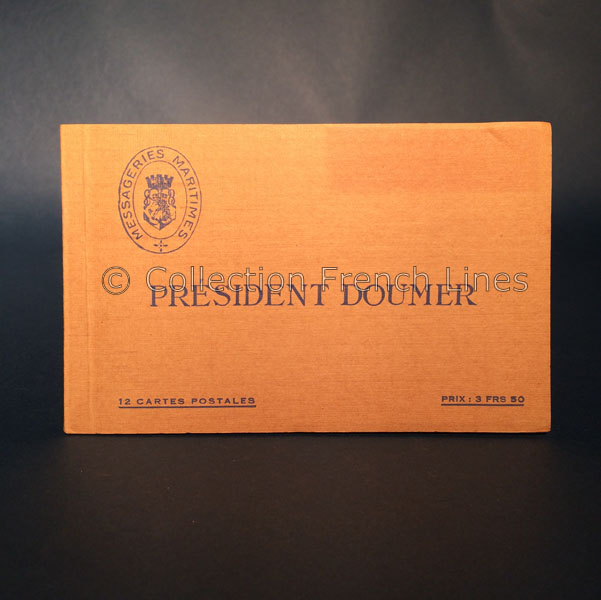 MESSAGERIES MARITIMES
© Collection French Lines
PRESIDENT DOUMER
12 CARTES POSTALES
PRIX : 3 FRS 50